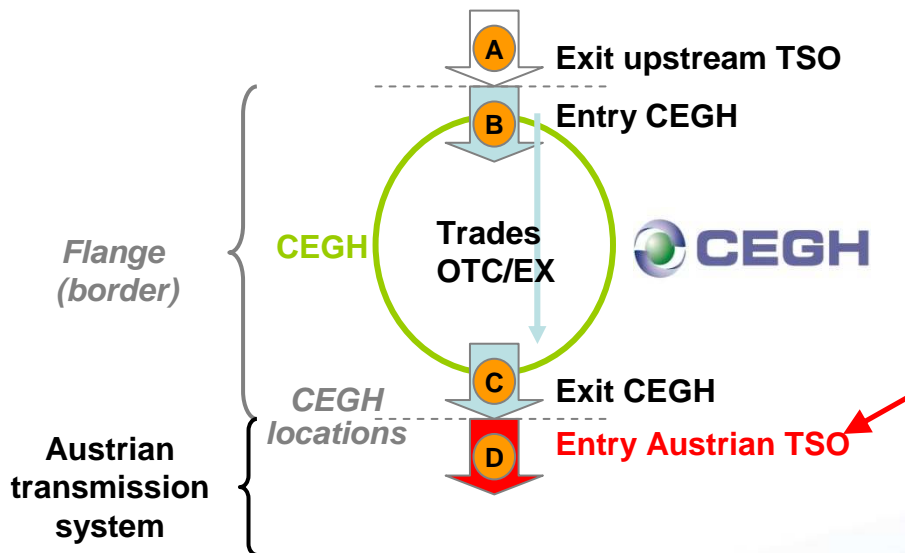 A
Exit upstream TSO
B
Entry CEGH
Flange
(border)
CEGH
Trades
OTC/EX
CEGH
C
Exit CEGH
CEGH
locations
D
Entry Austrian TSO
Austrian
transmission
system